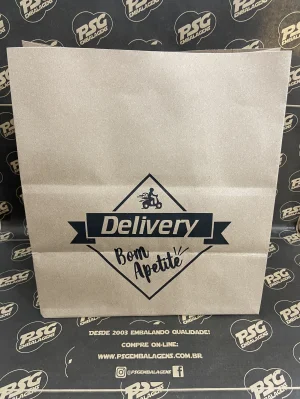 PSG
EMBALAGENS
Delivery
Bom
Apetite
DESDE 2003 EMBALANDO QUALIDADE!
COMPRE ON-LINE:
WWW.PSGEMBALAGENS.COM.BR
@PSGEMBALAGENS